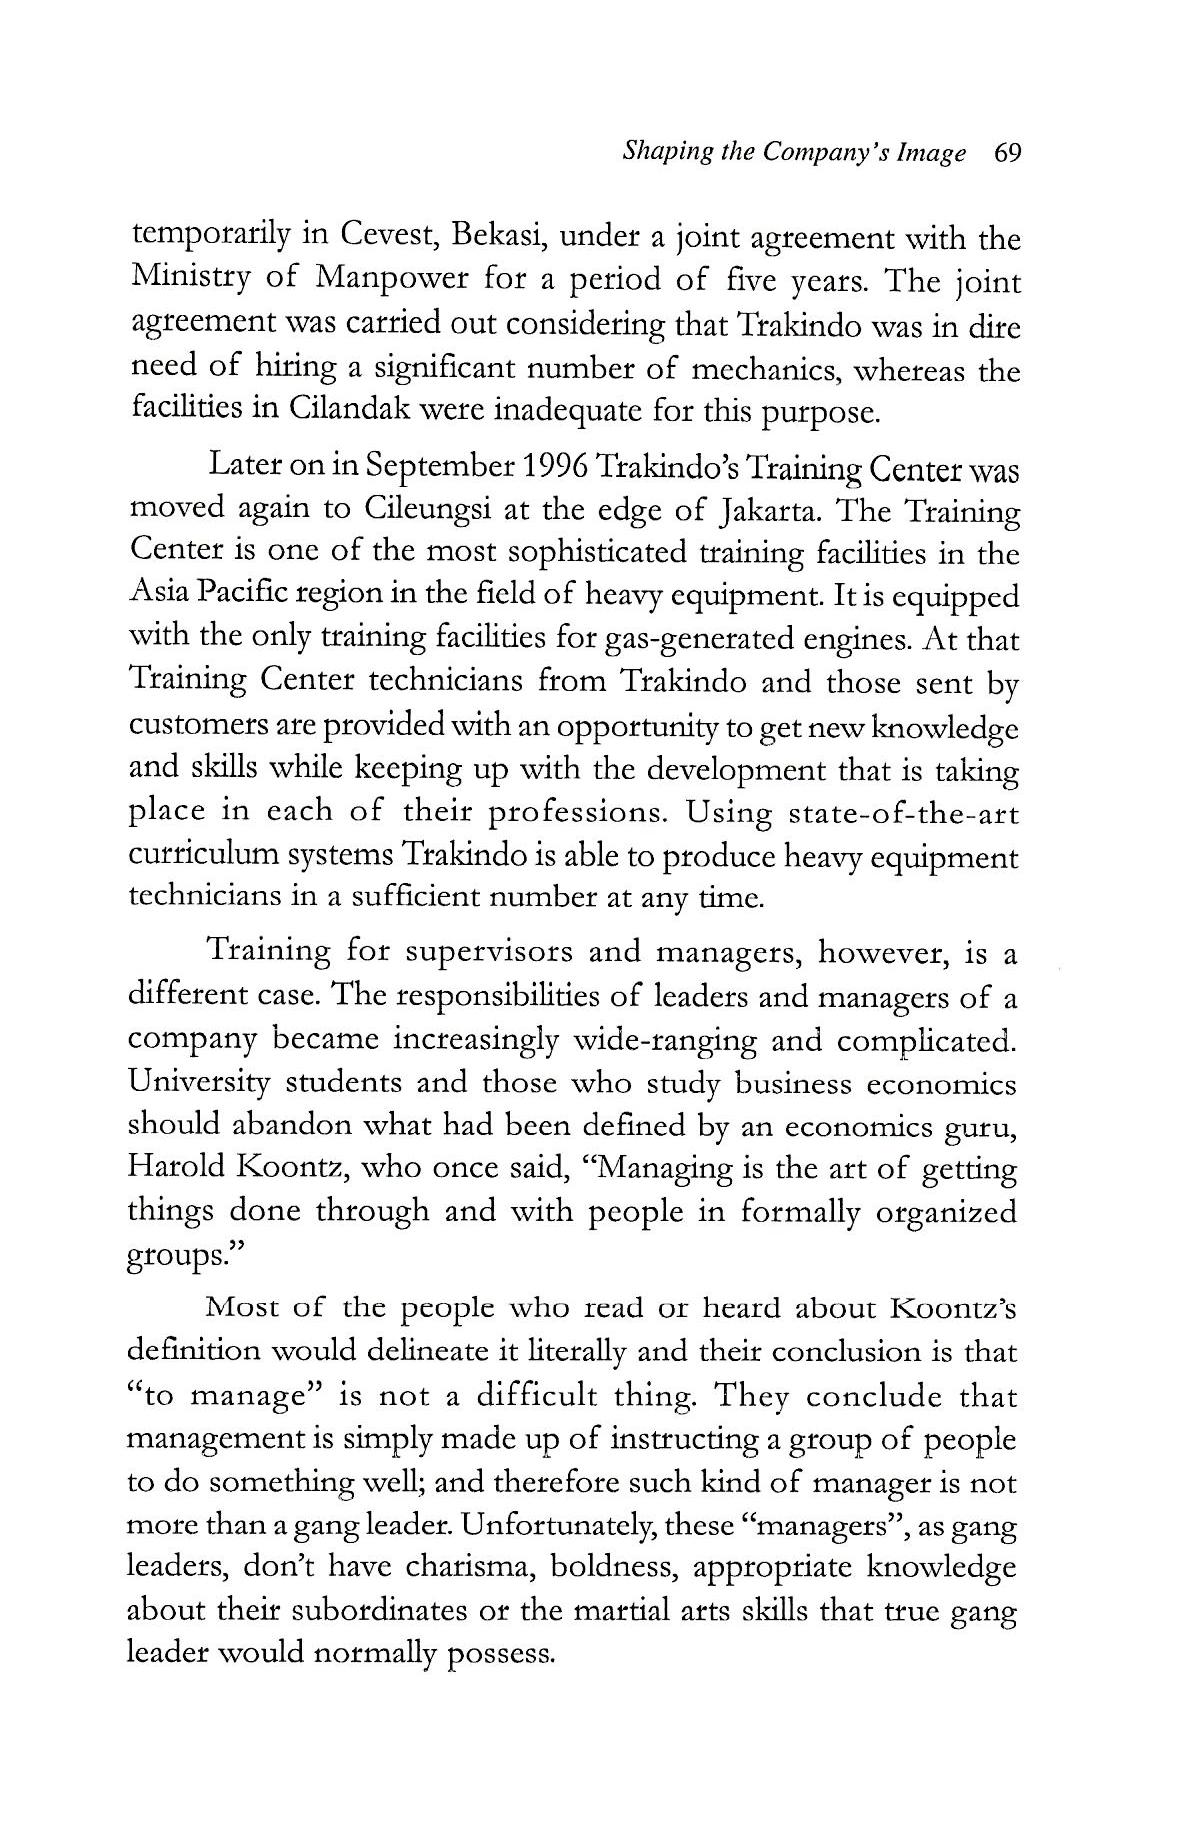 Shaping the Company's Image 69
temporarily in Cevest, Bekasi, under a joint agreement with the
Ministry of Manpower for a period of five years. The joint
agreement was carried out considering that Trakindo was in dire
need of hiring a significant number of mechanics, whereas the
facilities in Cilandak were inadequate for this purpose.
Later on in September 1996 Trakindo's Training Center was
moved again to Cileungsi at the edge of Jakarta. The Training
Center is one of the most sophisticated training facilities in the
Asia Pacific region in the field of heavy equipment. It is equipped
with the only training facilities for gas-generated engines. At that
Training Center technicians from Trakindo and those sent by
customers are provided with an opportunity to get new knowledge
and skills while keeping up with the development that is taking
place in each of their professions. Using state-of-the-art
curriculum systems Trakindo is able to produce heavy equipment
technicians in a sufficient number at any time.
Training for supervisors and managers, however, is a
different case. The responsibilities of leaders and managers of a
company became increasingly wide-ranging and complicated.
University students and those who study business economics
should abandon what had been defined by an economics guru,
Harold Koontz, who once said, “Managing is the art of getting
things done through and with people in formally organized
groups.”
Most of the people who read or heard about Koontz's
definition would delineate it literally and their conclusion is that
“to manage” is not a difficult thing. They conclude that
management is simply made up of instructing a group of people
to do something well; and therefore such kind of manager is not
more than a gang leader. Unfortunately, these “managers”, as gang
leaders, don't have charisma, boldness, appropriate knowledge
about their subordinates or the martial arts skills that true gang
leader would normally possess.